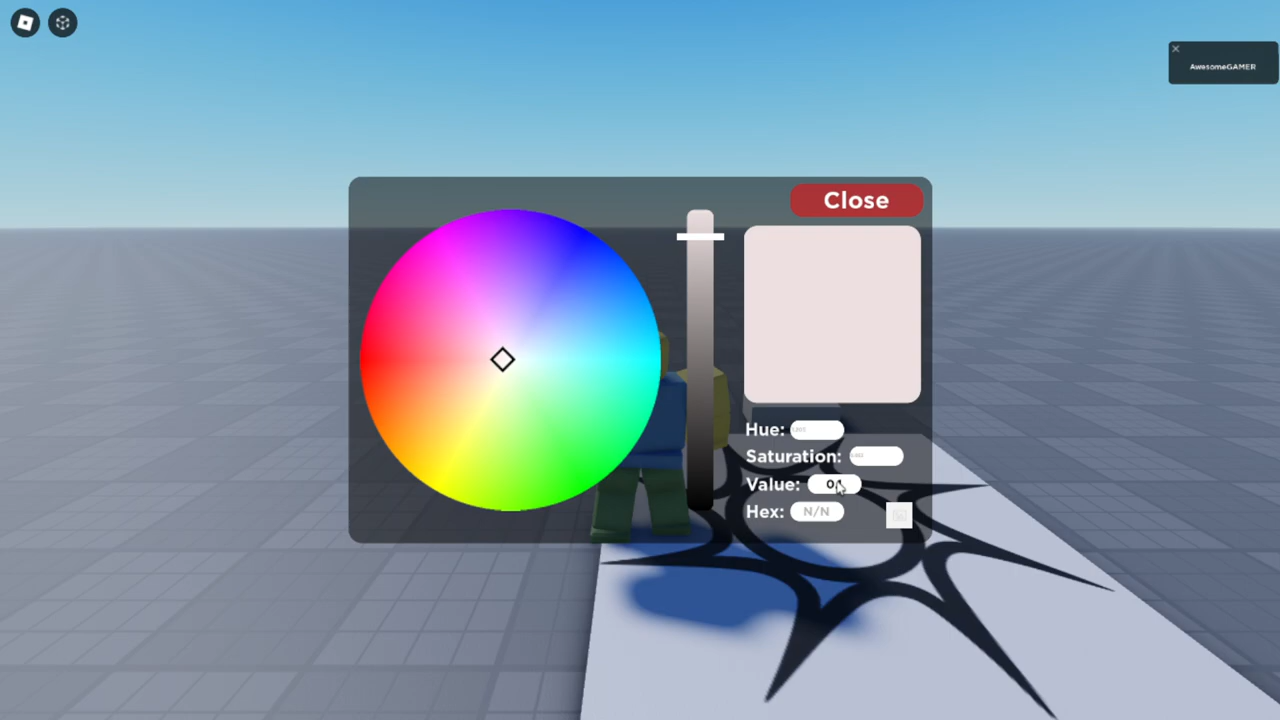 AwesomeGAMER
Close
Hue:
Saturation:
Value:
Hex: N/N